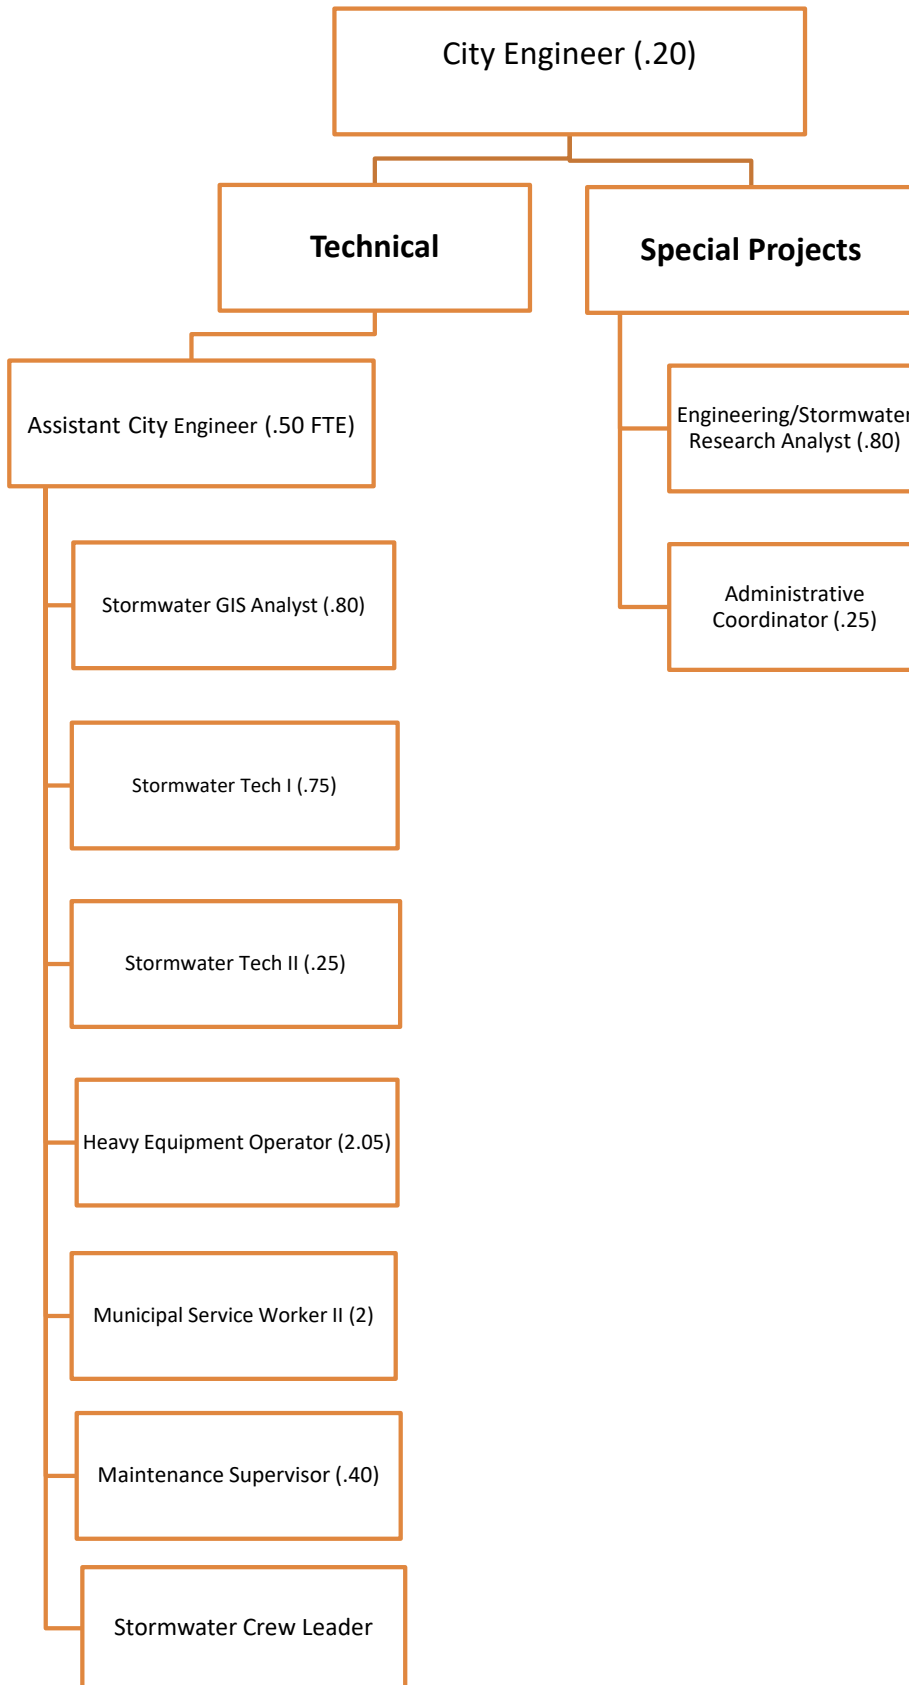 City Engineer (.20)
Technical
Special Projects
Assistant City Engineer (.50 FTE)
Engineering/Stormwater
Research Analyst (.80)
Stormwater GIS Analyst (.80)
Administrative
Coordinator (.25)
Stormwater Tech I (.75)
Stormwater Tech II (.25)
Heavy Equipment Operator (2.05)
Municipal Service Worker II (2)
Maintenance Supervisor (.40)
Stormwater Crew Leader